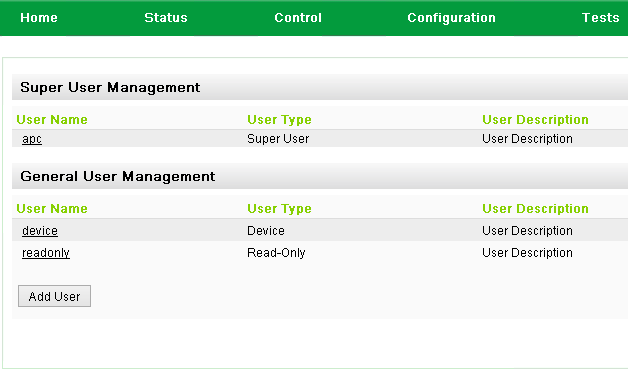 Home Status Control Configuration Tests
Super User Management
User Name User Type User Description
apc Super User User Description
General User Management
User Name User Type User Description
device Device User Description
readonly Read-Only User Description
Add User